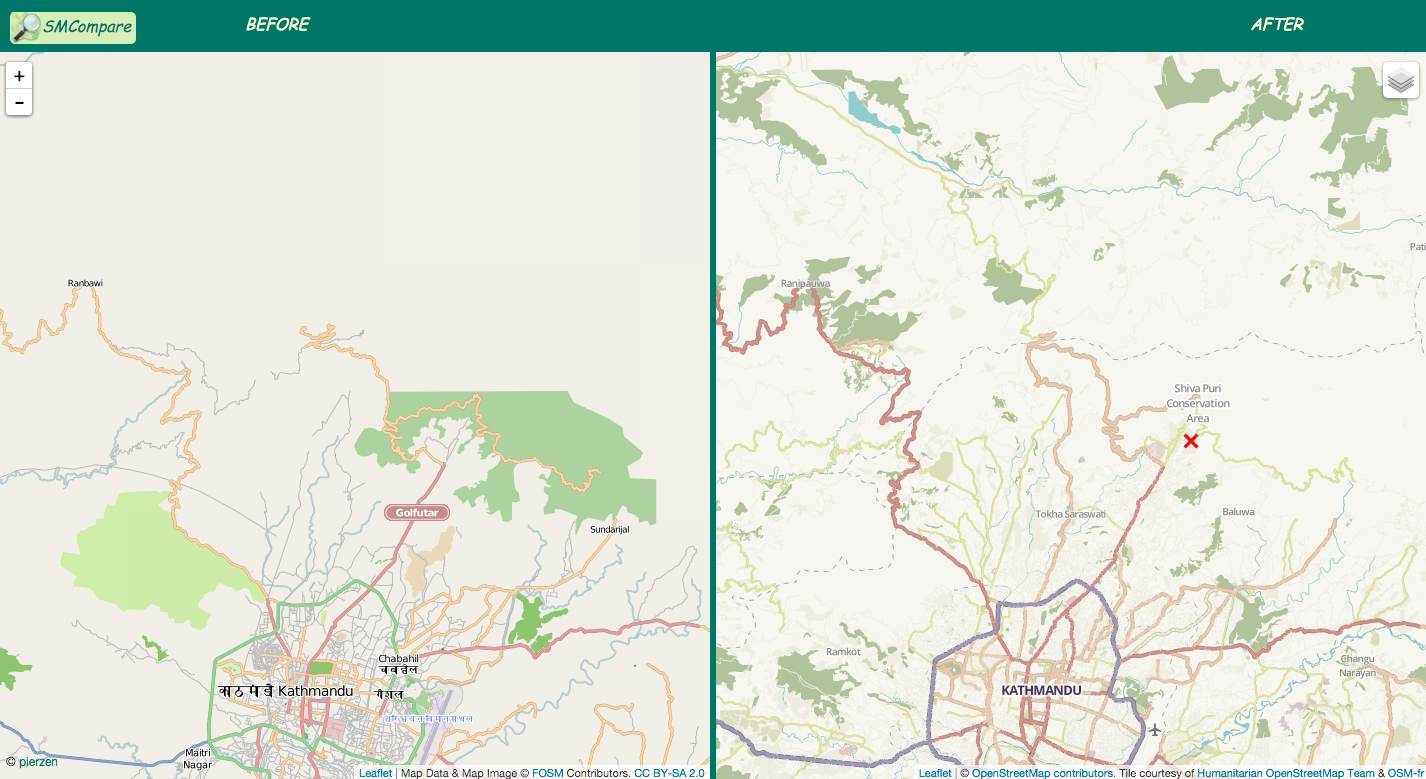 SMCompare
BEFORE
AFTER
+
-
Ranbawi
Golfutar
Sundarijal
Chabahil
Kathmandu
Maitri
Nagar
© pierzen
Leaflet | Map Data & Map Image © FOSM Contributors. CC BY-SA 2.0
Pati
Ranipauwa
Shiva Puri
Conservation
Area
Tokha Saraswati
Baluwa
Ramkot
Changu
Narayan
KATHMANDU
Leaflet | © OpenStreetMap contributors. Tile courtesy of Humanitarian OpenStreetMap Team & OSM